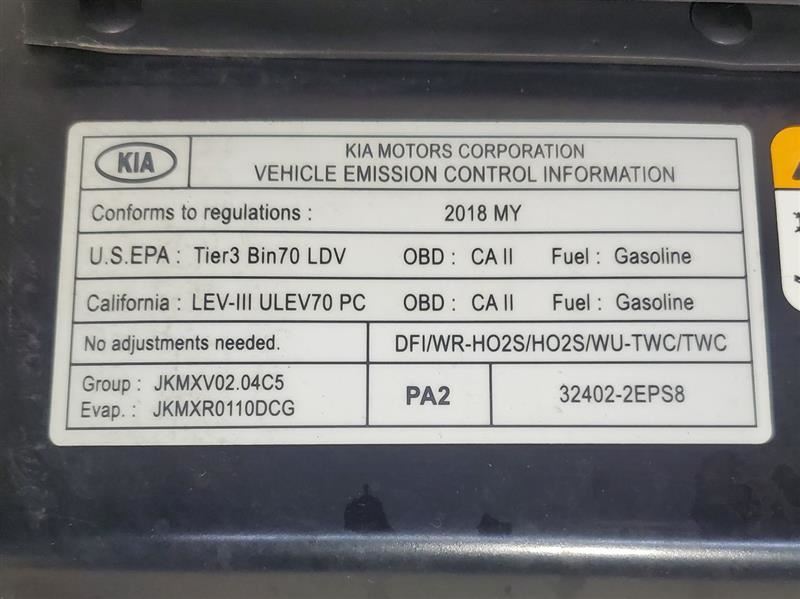 KIA
KIA MOTORS CORPORATION
VEHICLE EMISSION CONTROL INFORMATION
Conforms to regulations : 2018 MY
U.S.EPA : Tier3 Bin70 LDV OBD : CA II Fuel : Gasoline
California : LEV-III ULEV70 PC OBD : CA II Fuel : Gasoline
No adjustments needed. DFI/WR-HO2S/HO2S/WU-TWC/TWC
Group : JKMXV02.04C5
Evap. : JKMXR0110DCG
PA2
32402-2EPS8